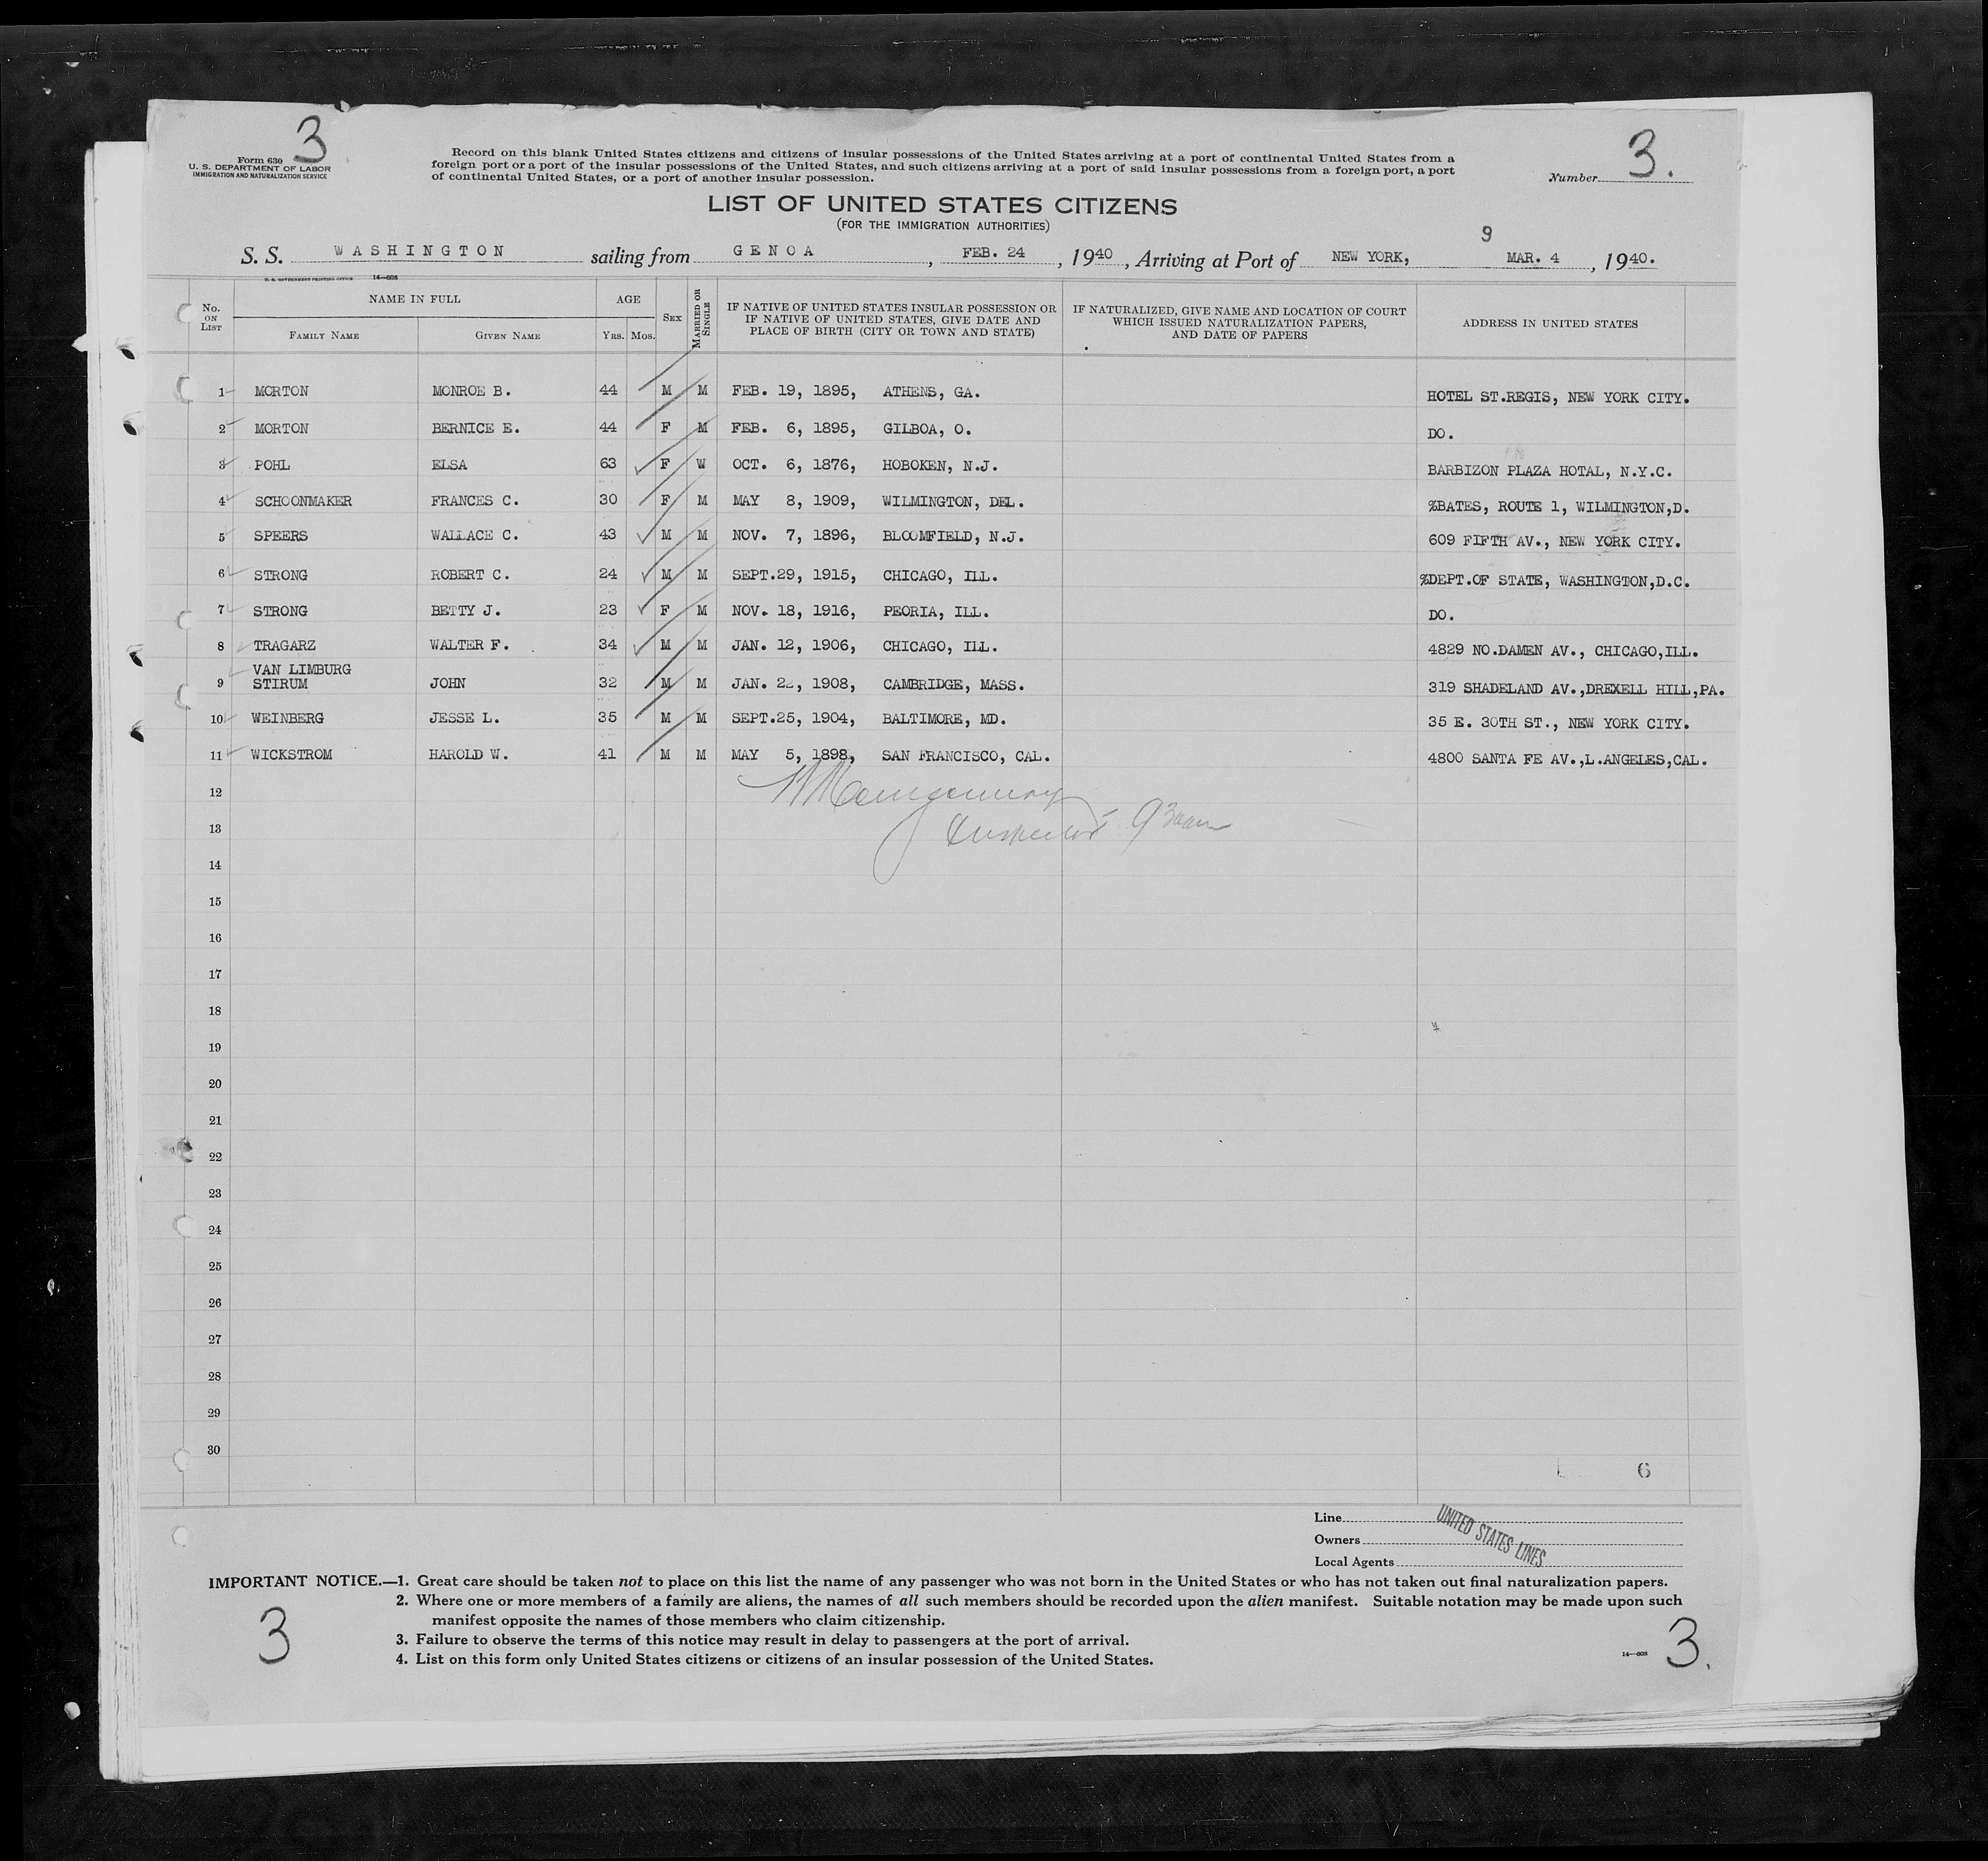 3
Form 630
U. S. DEPARTMENT OF LABOR
IMMIGRATION AND NATURALIZATION SERVICE
Record on this blank United States citizens and citizens of insular possessions of the United States arriving at a port of continental United States from a
foreign port or a port of the insular possessions of the United States, and such citizens arriving at a port of said insular possessions from a foreign port, a port
of continental United States, or a port of another insular possession.
Number 3.
LIST OF UNITED STATES CITIZENS
(FOR THE IMMIGRATION AUTHORITIES)
9
S. S. WASHINGTON sailing from GENOA, FEB. 24, 1940, Arriving at Port of NEW YORK, MAR. 4, 1940.
U. S. GOVERNMENT PRINTING OFFICE 14—608
No. ON LIST
NAME IN FULL
FAMILY NAME GIVEN NAME
AGE
YRS. MOS.
SEX
MARRIED OR SINGLE
IF NATIVE OF UNITED STATES INSULAR POSSESSION OR
IF NATIVE OF UNITED STATES, GIVE DATE AND
PLACE OF BIRTH (CITY OR TOWN AND STATE)
IF NATURALIZED, GIVE NAME AND LOCATION OF COURT
WHICH ISSUED NATURALIZATION PAPERS,
AND DATE OF PAPERS
ADDRESS IN UNITED STATES
1 MORTON MONROE B. 44 M M FEB. 19, 1895, ATHENS, GA. HOTEL ST.REGIS, NEW YORK CITY.
2 MORTON BERNICE E. 44 F M FEB. 6, 1895, GILBOA, O. DO.
3 POHL ELSA 63 F W OCT. 6, 1876, HOBOKEN, N.J. BARBIZON PLAZA HOTAL, N.Y.C.
4 SCHOONMAKER FRANCES C. 30 F M MAY 8, 1909, WILMINGTON, DEL. %BATES, ROUTE 1, WILMINGTON,D.
5 SPEERS WALLACE C. 43 M M NOV. 7, 1896, BLOOMFIELD, N.J. 609 FIFTH AV., NEW YORK CITY.
6 STRONG ROBERT C. 24 M M SEPT.29, 1915, CHICAGO, ILL. %DEPT.OF STATE, WASHINGTON,D.C.
7 STRONG BETTY J. 23 F M NOV. 18, 1916, PEORIA, ILL. DO.
8 TRAGARZ WALTER F. 34 M M JAN. 12, 1906, CHICAGO, ILL. 4829 NO.DAMEN AV., CHICAGO,ILL.
VAN LIMBURG
9 STIRUM JOHN 32 M M JAN. 22, 1908, CAMBRIDGE, MASS. 319 SHADELAND AV.,DREXELL HILL,PA.
10 WEINBERG JESSE L. 35 M M SEPT.25, 1904, BALTIMORE, MD. 35 E. 30TH ST., NEW YORK CITY.
11 WICKSTROM HAROLD W. 41 M M MAY 5, 1898, SAN FRANCISCO, CAL. 4800 SANTA FE AV.,L.ANGELES,CAL.
12
Montgomery
13 Inspector
14
15
16
17
18
19
20
21
22
23
24
25
26
27
28
29
30
6
Line
Owners
Local Agents
UNITED STATES LINES
IMPORTANT NOTICE.—1. Great care should be taken not to place on this list the name of any passenger who was not born in the United States or who has not taken out final naturalization papers.
2. Where one or more members of a family are aliens, the names of all such members should be recorded upon the alien manifest. Suitable notation may be made upon such
manifest opposite the names of those members who claim citizenship.
3. Failure to observe the terms of this notice may result in delay to passengers at the port of arrival.
4. List on this form only United States citizens or citizens of an insular possession of the United States.
3
14—608
3.